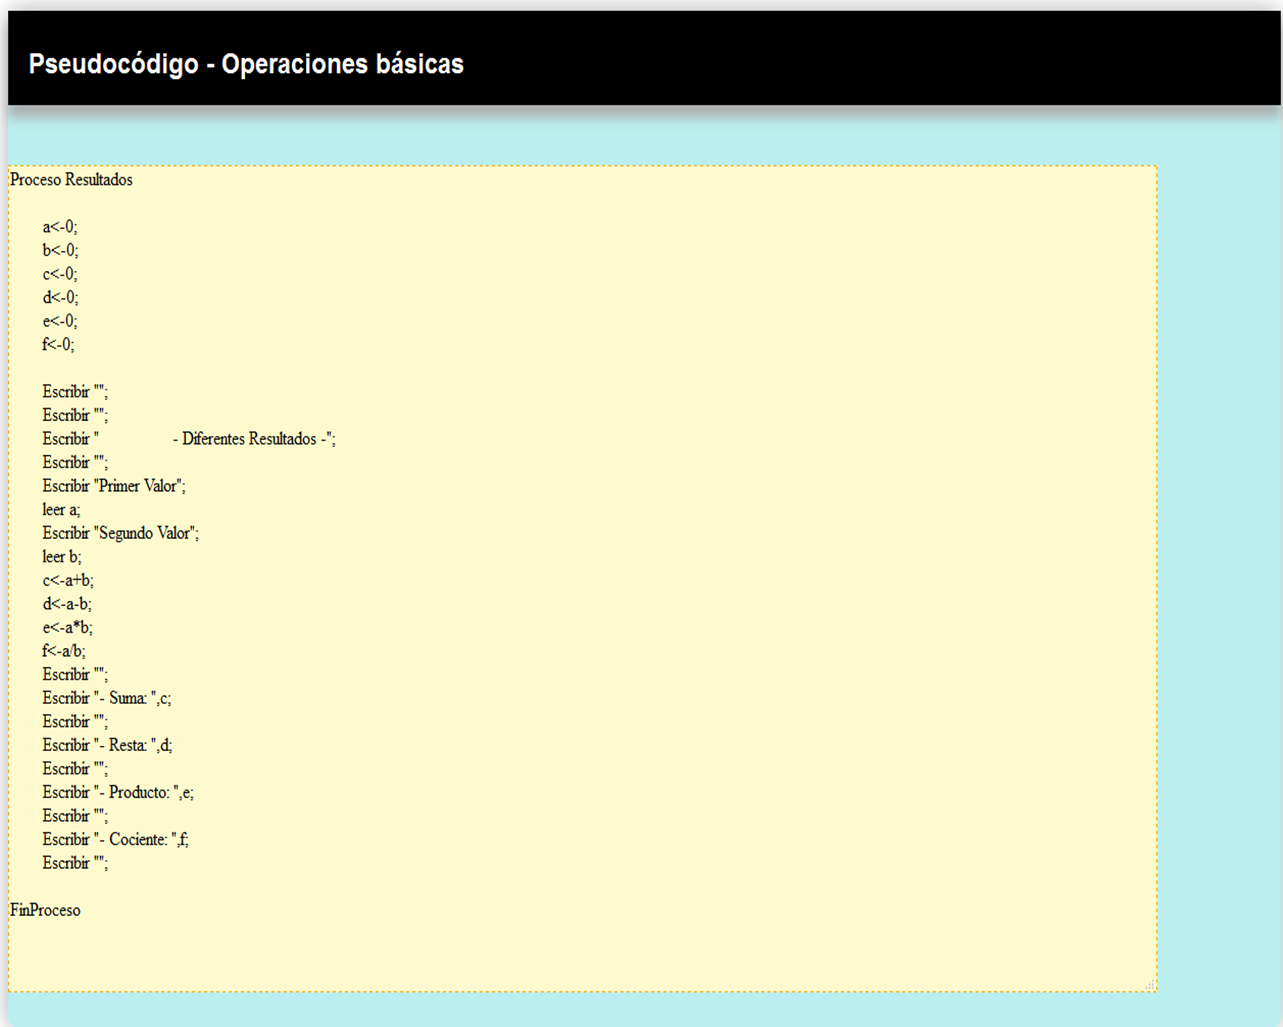 Pseudocódigo - Operaciones básicas
Proceso Resultados
a<-0;
b<-0;
c<-0;
d<-0;
e<-0;
f<-0;
Escribir "";
Escribir "";
Escribir "                  - Diferentes Resultados -";
Escribir "";
Escribir "Primer Valor";
leer a;
Escribir "Segundo Valor";
leer b;
c<-a+b;
d<-a-b;
e<-a*b;
f<-a/b;
Escribir "";
Escribir "- Suma: ",c;
Escribir "";
Escribir "- Resta: ",d;
Escribir "";
Escribir "- Producto: ",e;
Escribir "";
Escribir "- Cociente: ",f;
Escribir "";
FinProceso